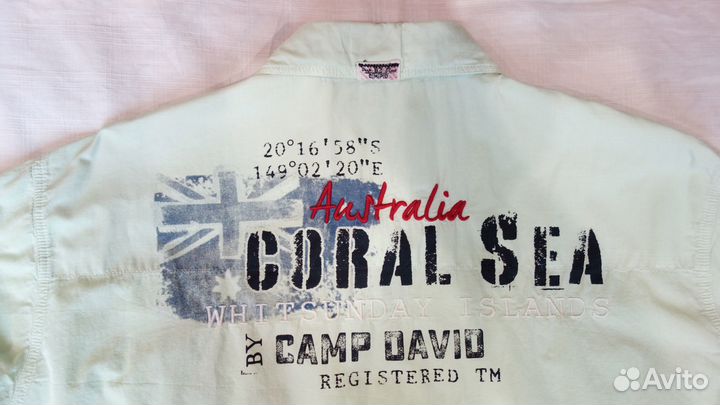 20°16'58"S
149°02'20"E
Australia
CORAL SEA
WHITSUNDAY ISLANDS
BY CAMP DAVID
REGISTERED TM
Avito